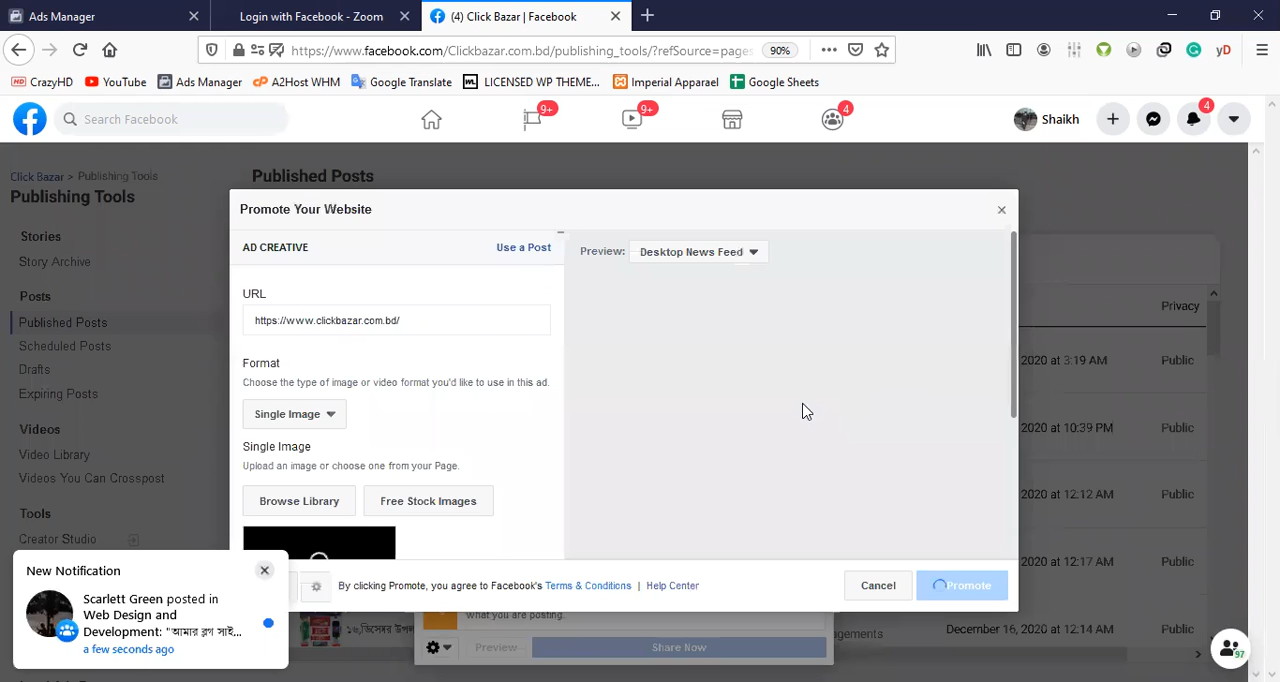 Ads Manager
Login with Facebook - Zoom
(4) Click Bazar | Facebook
https://www.facebook.com/Clickbazar.com.bd/publishing_tools/?refSource=pages
90%
CrazyHD
YouTube
Ads Manager
A2Host WHM
Google Translate
LICENSED WP THEME...
Imperial Apparael
Google Sheets
Search Facebook
9+
9+
4
Shaikh
4
Click Bazar > Publishing Tools
Publishing Tools
Published Posts
Stories
Story Archive
Posts
Published Posts
Scheduled Posts
Drafts
Expiring Posts
Videos
Video Library
Videos You Can Crosspost
Tools
Creator Studio
Promote Your Website
AD CREATIVE
Use a Post
Preview:
Desktop News Feed
URL
https://www.clickbazar.com.bd/
Format
Choose the type of image or video format you'd like to use in this ad.
Single Image
Single Image
Upload an image or choose one from your Page.
Browse Library
Free Stock Images
By clicking Promote, you agree to Facebook's Terms & Conditions | Help Center
Cancel
Promote
Privacy
2020 at 3:19 AM
Public
2020 at 10:39 PM
Public
2020 at 12:12 AM
Public
2020 at 12:17 AM
Public
১৬,ডিসেম্বর
what you are posting.
agements
December 16, 2020 at 12:14 AM
Public
Preview
Share Now
New Notification
Scarlett Green posted in
Web Design and
Development: "আমার ব্লগ সাই...
a few seconds ago
97